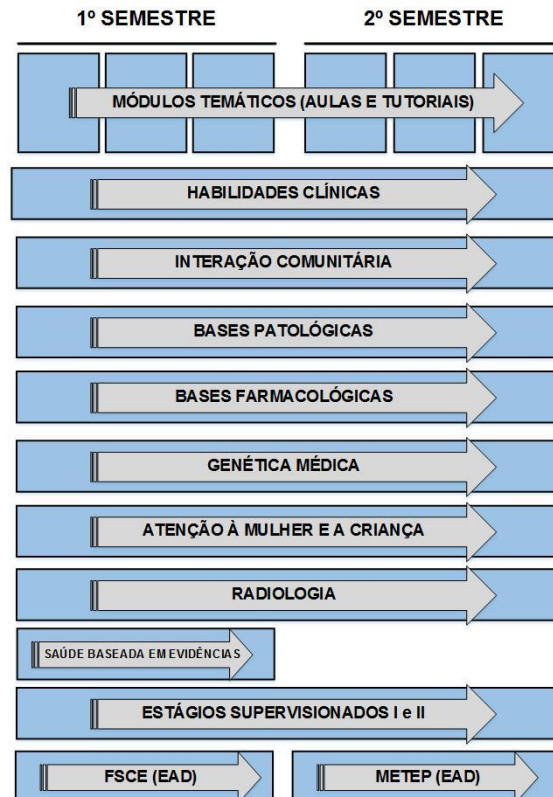 1º SEMESTRE
2º SEMESTRE
MÓDULOS TEMÁTICOS (AULAS E TUTORIAIS)
HABILIDADES CLÍNICAS
INTERAÇÃO COMUNITÁRIA
BASES PATOLÓGICAS
BASES FARMACOLÓGICAS
GENÉTICA MÉDICA
ATENÇÃO À MULHER E A CRIANÇA
RADIOLOGIA
SAÚDE BASEADA EM EVIDÊNCIAS
ESTÁGIOS SUPERVISIONADOS I e II
FSCE (EAD)
METEP (EAD)